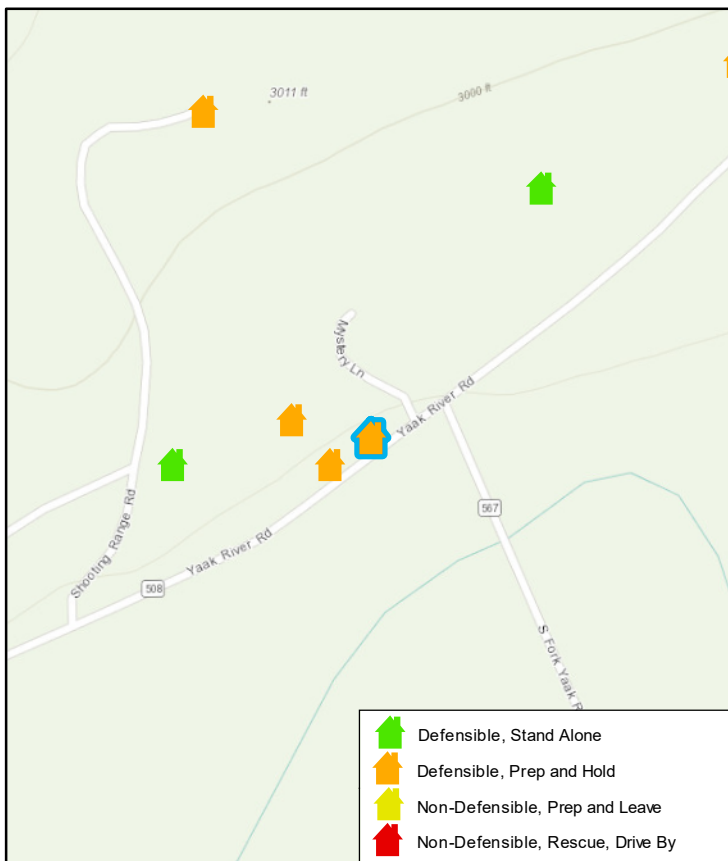 3011 ft
3000 ft
Mystery Ln
Yaak River Rd
567
Shooting Range Rd
Yaak River Rd
508
S Fork Yaak R
Defensible, Stand Alone
Defensible, Prep and Hold
Non-Defensible, Prep and Leave
Non-Defensible, Rescue, Drive By